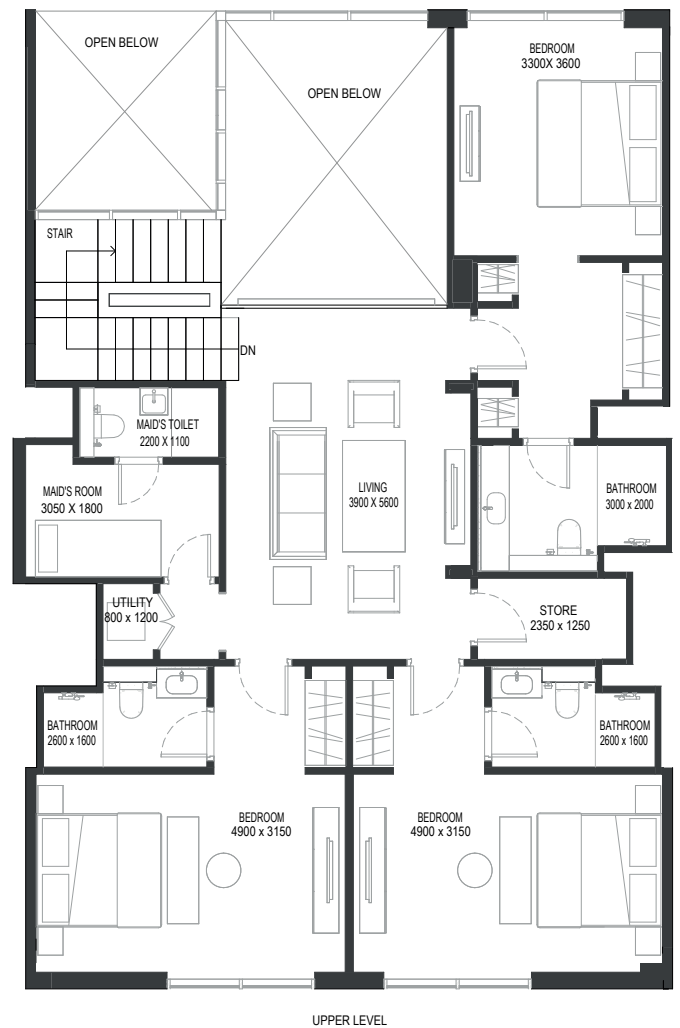 OPEN BELOW
BEDROOM
3300X 3600
OPEN BELOW
STAIR
DN
MAID'S TOILET
2200 X 1100
MAID'S ROOM
3050 X 1800
LIVING
3900 X 5600
BATHROOM
3000 x 2000
UTILITY
800 x 1200
STORE
2350 x 1250
BATHROOM
2600 x 1600
BATHROOM
2600 x 1600
BEDROOM
4900 x 3150
BEDROOM
4900 x 3150
UPPER LEVEL